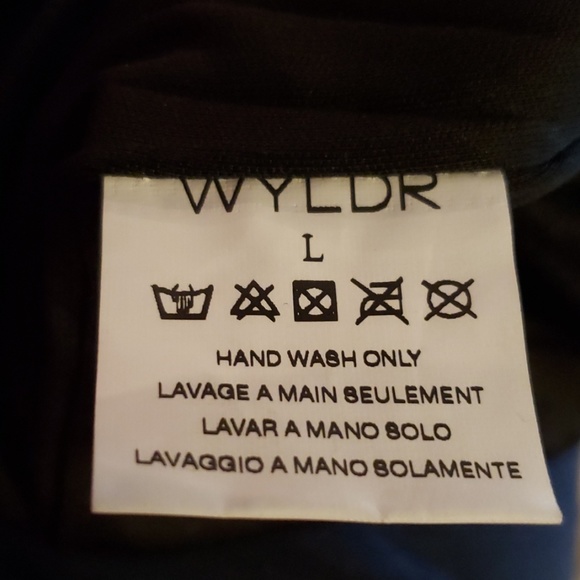 WYLDR
L
HAND WASH ONLY
LAVAGE A MAIN SEULEMENT
LAVAR A MANO SOLO
LAVAGGIO A MANO SOLAMENTE